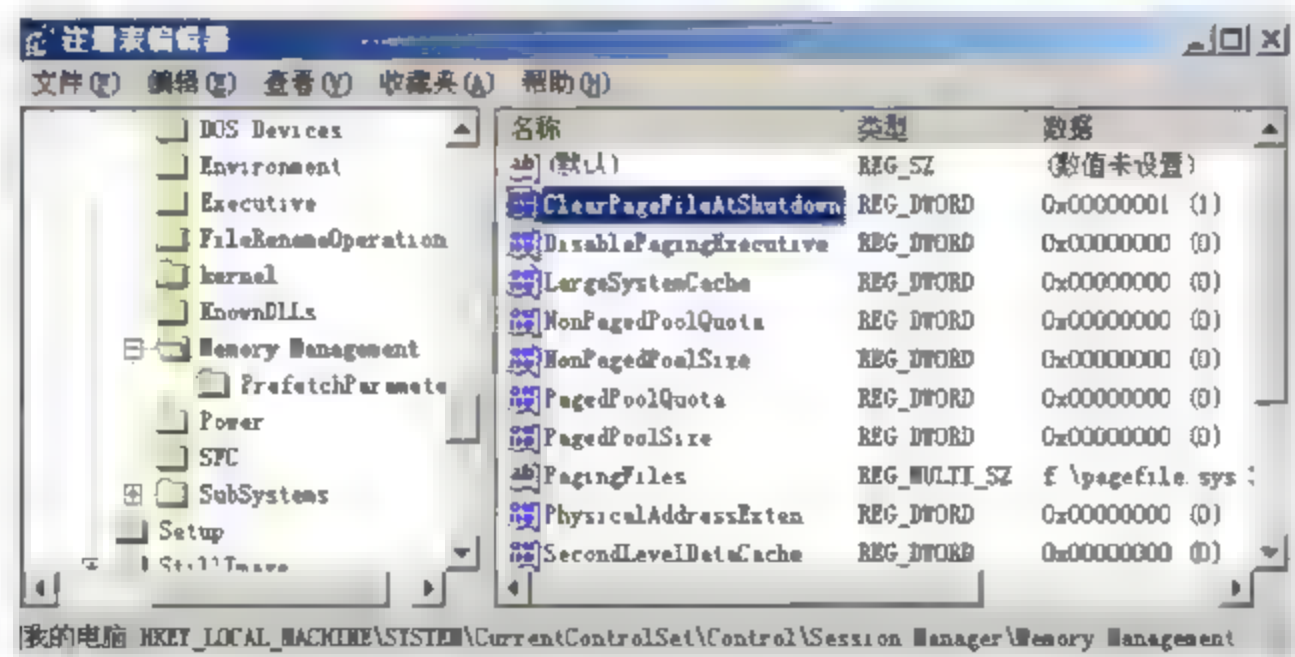 注册表编辑器
文件(F) 编辑(E) 查看(V) 收藏夹(A) 帮助(H)
DOS Devices
Environment
Executive
FileRenameOperation
kernel
KnownDLLs
Memory Management
PrefetchParamete
Power
SFC
SubSystems
Setup
StillImage
名称 类型 数据
(默认) REG_SZ (数值未设置)
ClearPageFileAtShutdown REG_DWORD 0x00000001 (1)
DisablePagingExecutive REG_DWORD 0x00000000 (0)
LargeSystemCache REG_DWORD 0x00000000 (0)
NonPagedPoolQuota REG_DWORD 0x00000000 (0)
NonPagedPoolSize REG_DWORD 0x00000000 (0)
PagedPoolQuota REG_DWORD 0x00000000 (0)
PagedPoolSize REG_DWORD 0x00000000 (0)
PagingFiles REG_MULTI_SZ f:\pagefile.sys
PhysicalAddressExten REG_DWORD 0x00000000 (0)
SecondLevelDataCache REG_DWORD 0x00000000 (0)
我的电脑\HKEY_LOCAL_MACHINE\SYSTEM\CurrentControlSet\Control\Session Manager\Memory Management